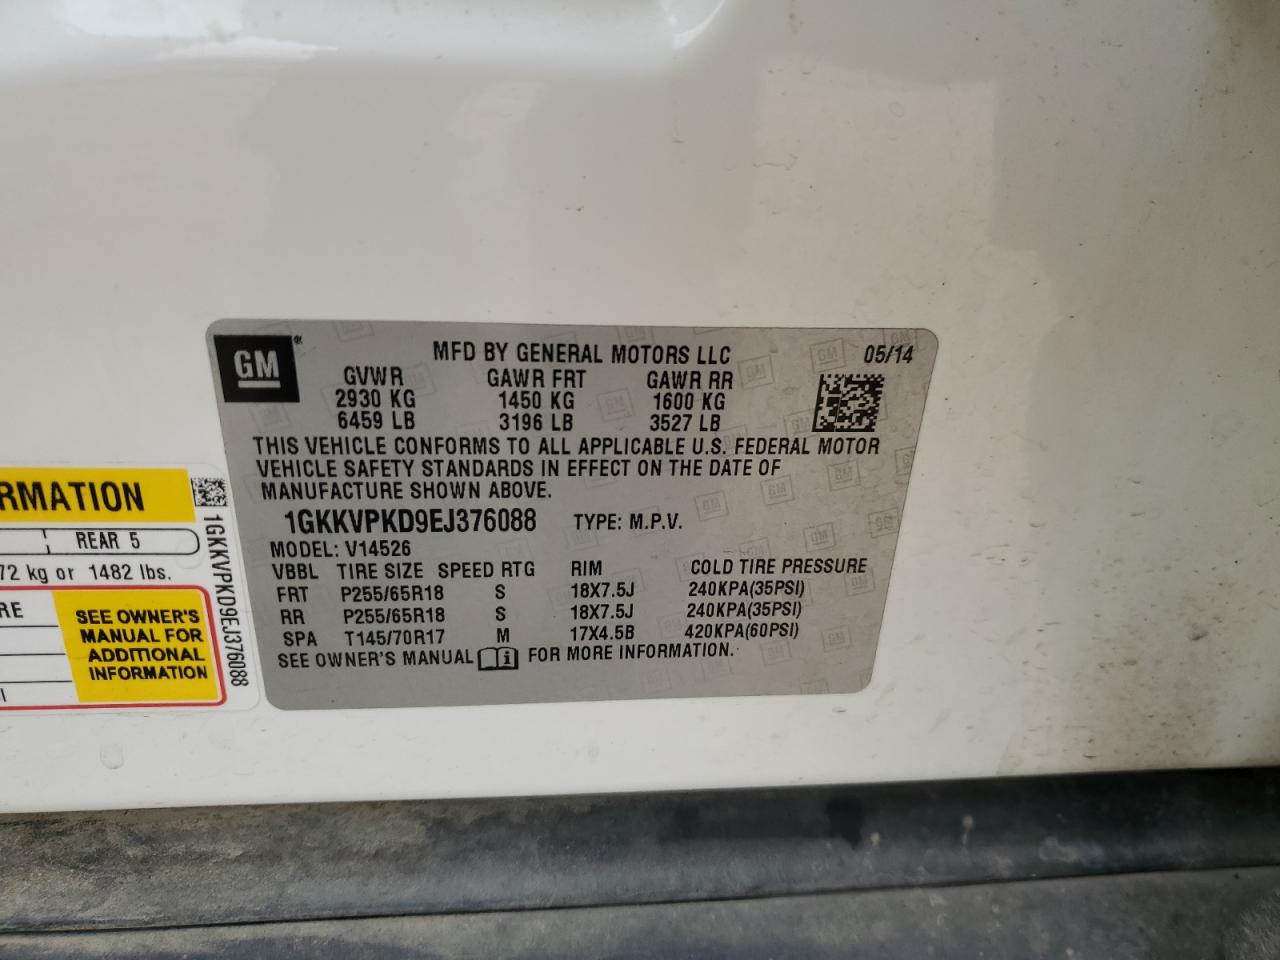 GM
MFD BY GENERAL MOTORS LLC 05/14
GVWR GAWR FRT GAWR RR
2930 KG 1450 KG 1600 KG
6459 LB 3196 LB 3527 LB
THIS VEHICLE CONFORMS TO ALL APPLICABLE U.S. FEDERAL MOTOR
VEHICLE SAFETY STANDARDS IN EFFECT ON THE DATE OF
MANUFACTURE SHOWN ABOVE.
1GKKVPKD9EJ376088 TYPE: M.P.V.
MODEL: V14526
VBBL TIRE SIZE SPEED RTG RIM COLD TIRE PRESSURE
FRT P255/65R18 S 18X7.5J 240KPA(35PSI)
RR P255/65R18 S 18X7.5J 240KPA(35PSI)
SPA T145/70R17 M 17X4.5B 420KPA(60PSI)
SEE OWNER'S MANUAL i FOR MORE INFORMATION.
RMATION
REAR 5
72 kg or 1482 lbs.
RE
SEE OWNER'S
MANUAL FOR
ADDITIONAL
INFORMATION
1GKKVPKD9EJ376088